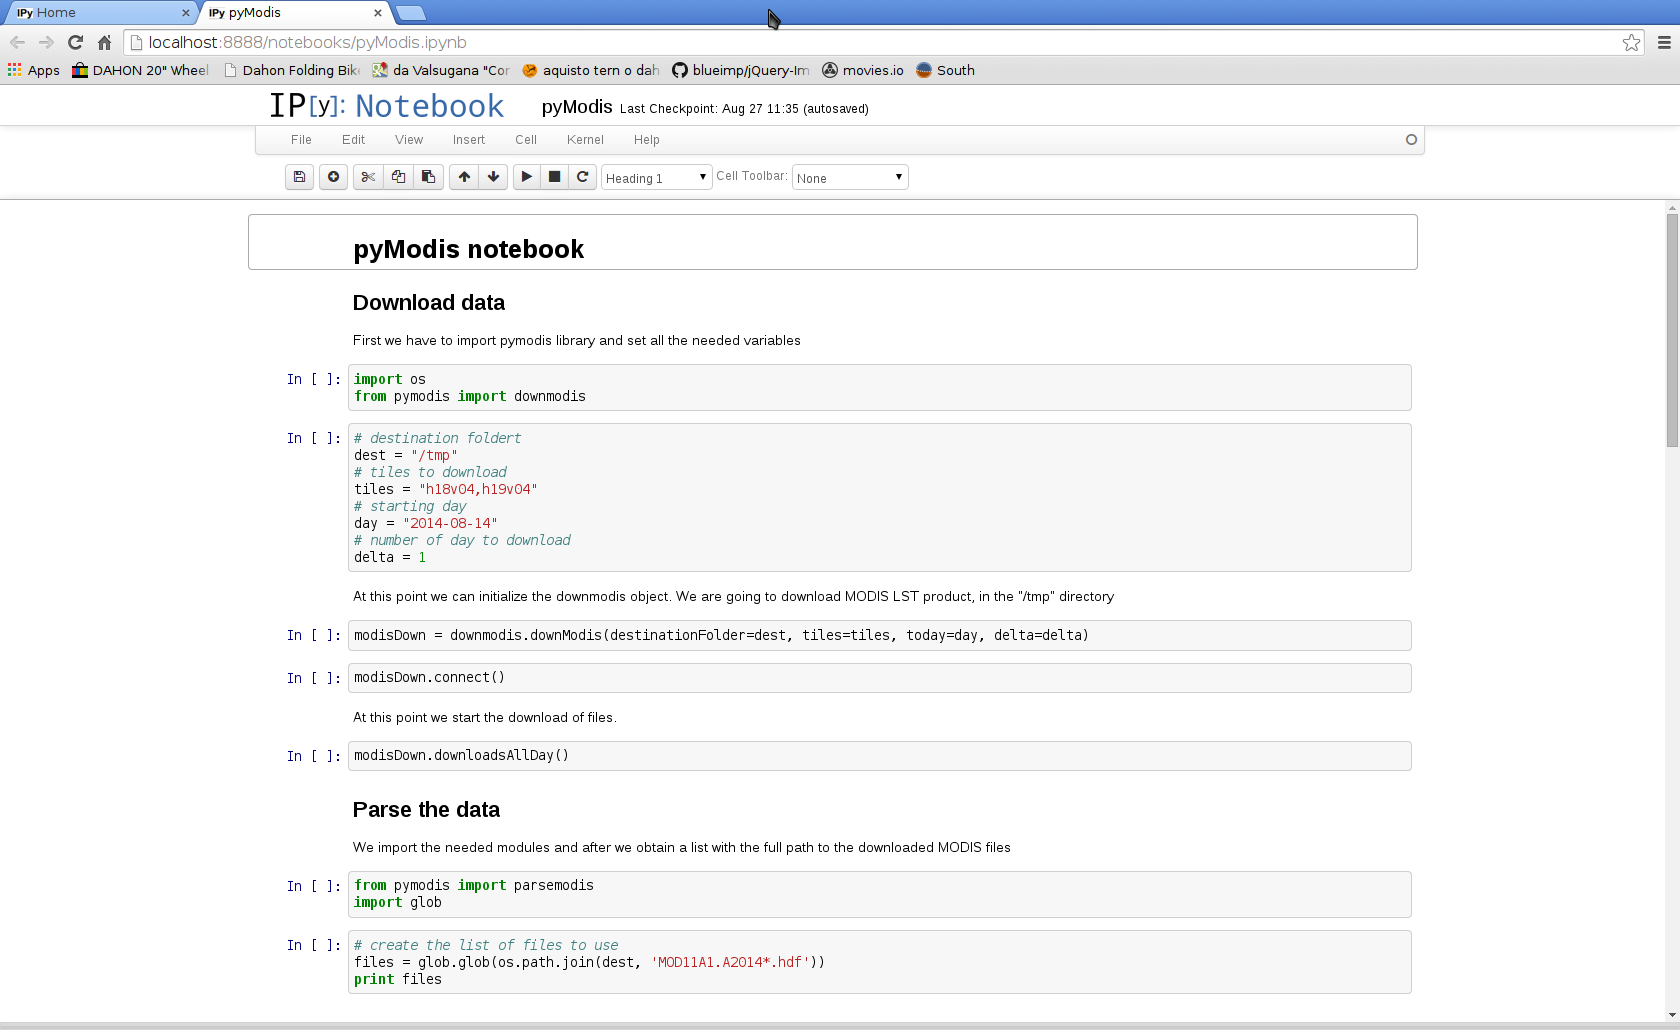 IPy Home
IPy pyModis
localhost:8888/notebooks/pyModis.ipynb
Apps DAHON 20" Wheel Dahon Folding Bike da Valsugana "Cor aquisto tern o dah blueimp/jQuery-Im movies.io South
IP[y]: Notebook pyModis Last Checkpoint: Aug 27 11:35 (autosaved)
File Edit View Insert Cell Kernel Help
Heading 1 Cell Toolbar: None
pyModis notebook
Download data
First we have to import pymodis library and set all the needed variables
In [ ]: import os
from pymodis import downmodis
In [ ]: # destination foldert
dest = "/tmp"
# tiles to download
tiles = "h18v04,h19v04"
# starting day
day = "2014-08-14"
# number of day to download
delta = 1
At this point we can initialize the downmodis object. We are going to download MODIS LST product, in the "/tmp" directory
In [ ]: modisDown = downmodis.downModis(destinationFolder=dest, tiles=tiles, today=day, delta=delta)
In [ ]: modisDown.connect()
At this point we start the download of files.
In [ ]: modisDown.downloadsAllDay()
Parse the data
We import the needed modules and after we obtain a list with the full path to the downloaded MODIS files
In [ ]: from pymodis import parsemodis
import glob
In [ ]: # create the list of files to use
files = glob.glob(os.path.join(dest, 'MOD11A1.A2014*.hdf'))
print files